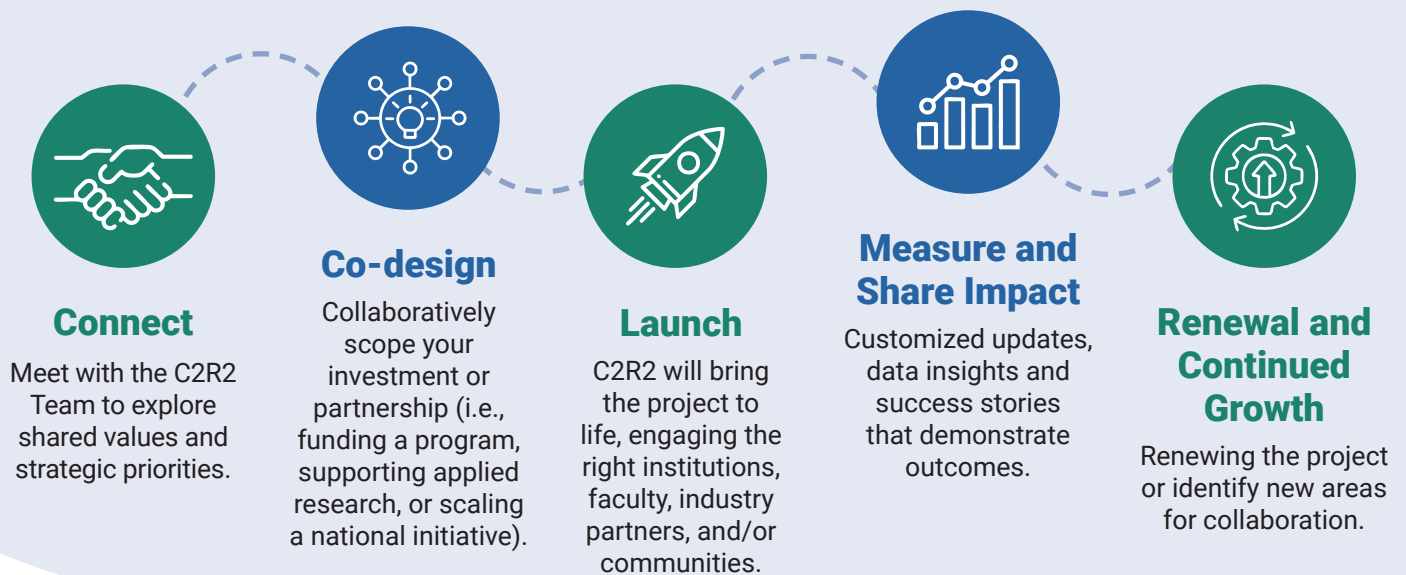 Connect
Meet with the C2R2
Team to explore
shared values and
strategic priorities.
Co-design
Collaboratively
scope your
investment or
partnership (i.e.,
funding a program,
supporting applied
research, or scaling
a national initiative).
Launch
C2R2 will bring
the project to
life, engaging the
right institutions,
faculty, industry
partners, and/or
communities.
Measure and
Share Impact
Customized updates,
data insights and
success stories
that demonstrate
outcomes.
Renewal and
Continued
Growth
Renewing the project
or identify new areas
for collaboration.